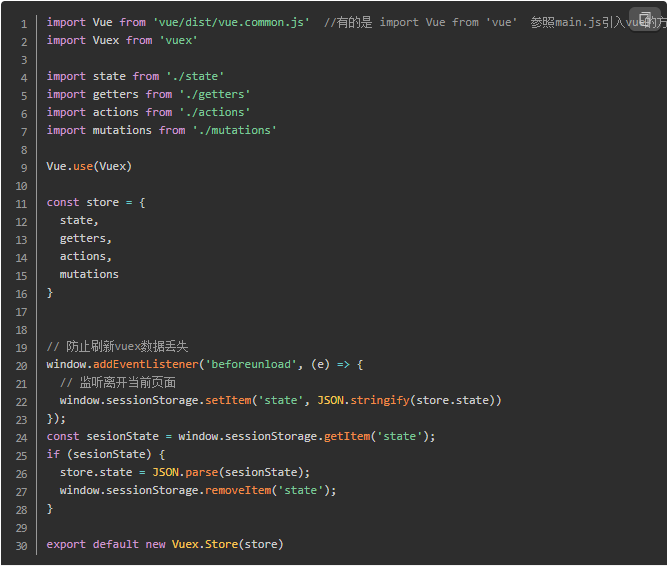 1 import Vue from 'vue/dist/vue.common.js'  //有的是 import Vue from 'vue'  参照main.js引入vue的方
2 import Vuex from 'vuex'
3
4 import state from './state'
5 import getters from './getters'
6 import actions from './actions'
7 import mutations from './mutations'
8
9 Vue.use(Vuex)
10
11 const store = {
12   state,
13   getters,
14   actions,
15   mutations
16 }
17
18
19 // 防止刷新vuex数据丢失
20 window.addEventListener('beforeunload', (e) => {
21   // 监听离开当前页面
22   window.sessionStorage.setItem('state', JSON.stringify(store.state))
23 });
24 const sesionState = window.sessionStorage.getItem('state');
25 if (sesionState) {
26   store.state = JSON.parse(sesionState);
27   window.sessionStorage.removeItem('state');
28 }
29
30 export default new Vuex.Store(store)